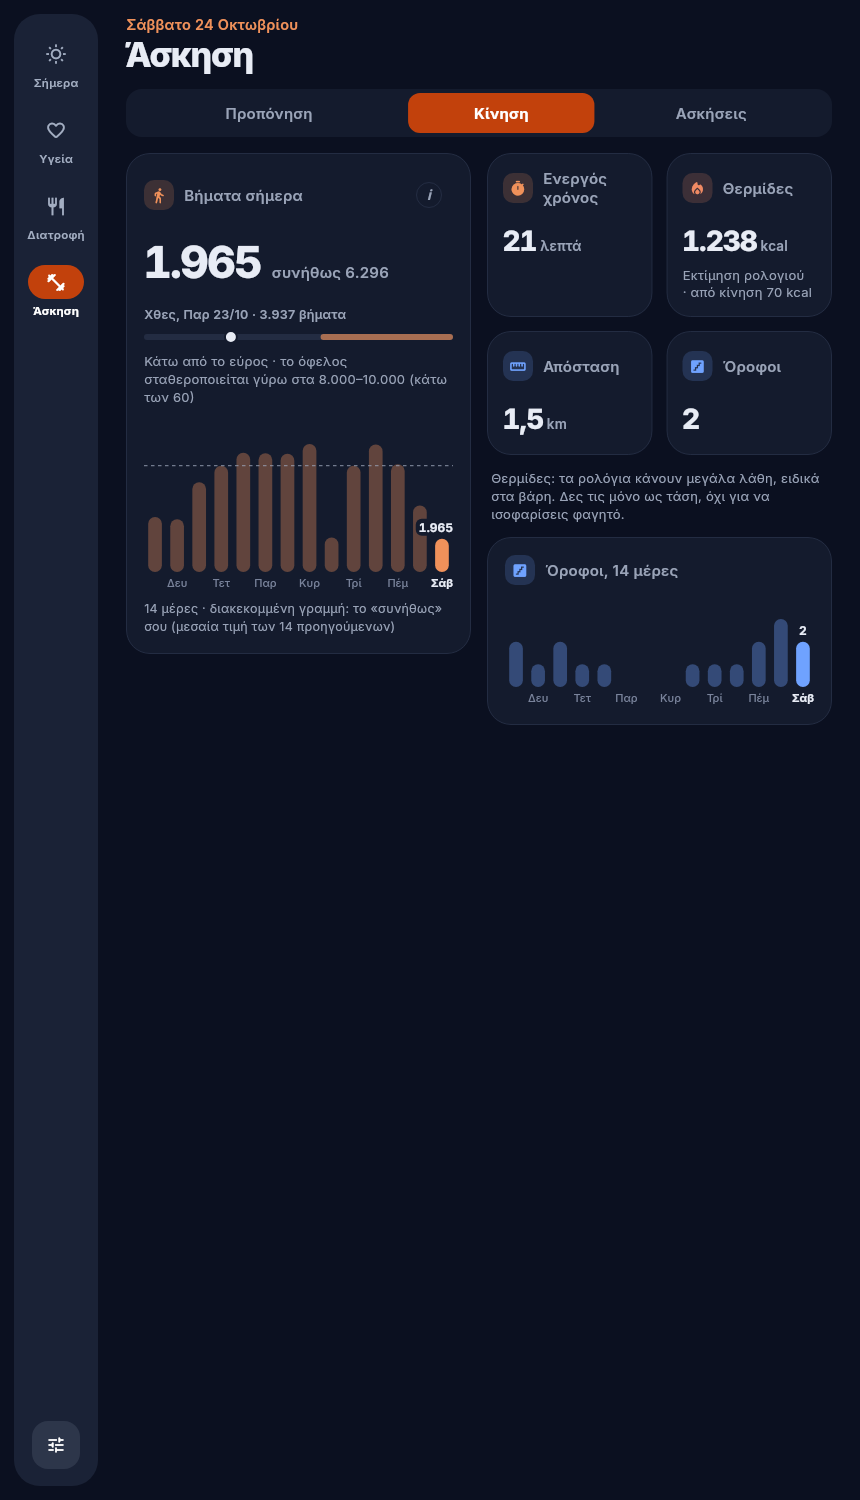 Σάββατο 24 Οκτωβρίου
Άσκηση
Σήμερα
Υγεία
Διατροφή
Άσκηση
Προπόνηση
Κίνηση
Ασκήσεις
Βήματα σήμερα
i
1.965 συνήθως 6.296
Χθες, Παρ 23/10 · 3.937 βήματα
Κάτω από το εύρος · το όφελος
σταθεροποιείται γύρω στα 8.000–10.000 (κάτω
των 60)
1.965
Δευ Τετ Παρ Κυρ Τρί Πέμ Σάβ
14 μέρες · διακεκομμένη γραμμή: το «συνήθως»
σου (μεσαία τιμή των 14 προηγούμενων)
Ενεργός
χρόνος
21 λεπτά
Θερμίδες
1.238 kcal
Εκτίμηση ρολογιού
· από κίνηση 70 kcal
Απόσταση
1,5 km
Όροφοι
2
Θερμίδες: τα ρολόγια κάνουν μεγάλα λάθη, ειδικά
στα βάρη. Δες τις μόνο ως τάση, όχι για να
ισοφαρίσεις φαγητό.
Όροφοι, 14 μέρες
2
Δευ Τετ Παρ Κυρ Τρί Πέμ Σάβ